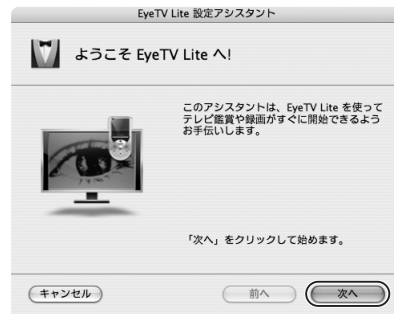 EyeTV Lite 設定アシスタント
ようこそ EyeTV Lite へ!
このアシスタントは、EyeTV Lite を使って
テレビ鑑賞や録画がすぐに開始できるよう
お手伝いします。
「次へ」をクリックして始めます。
キャンセル
前へ
次へ